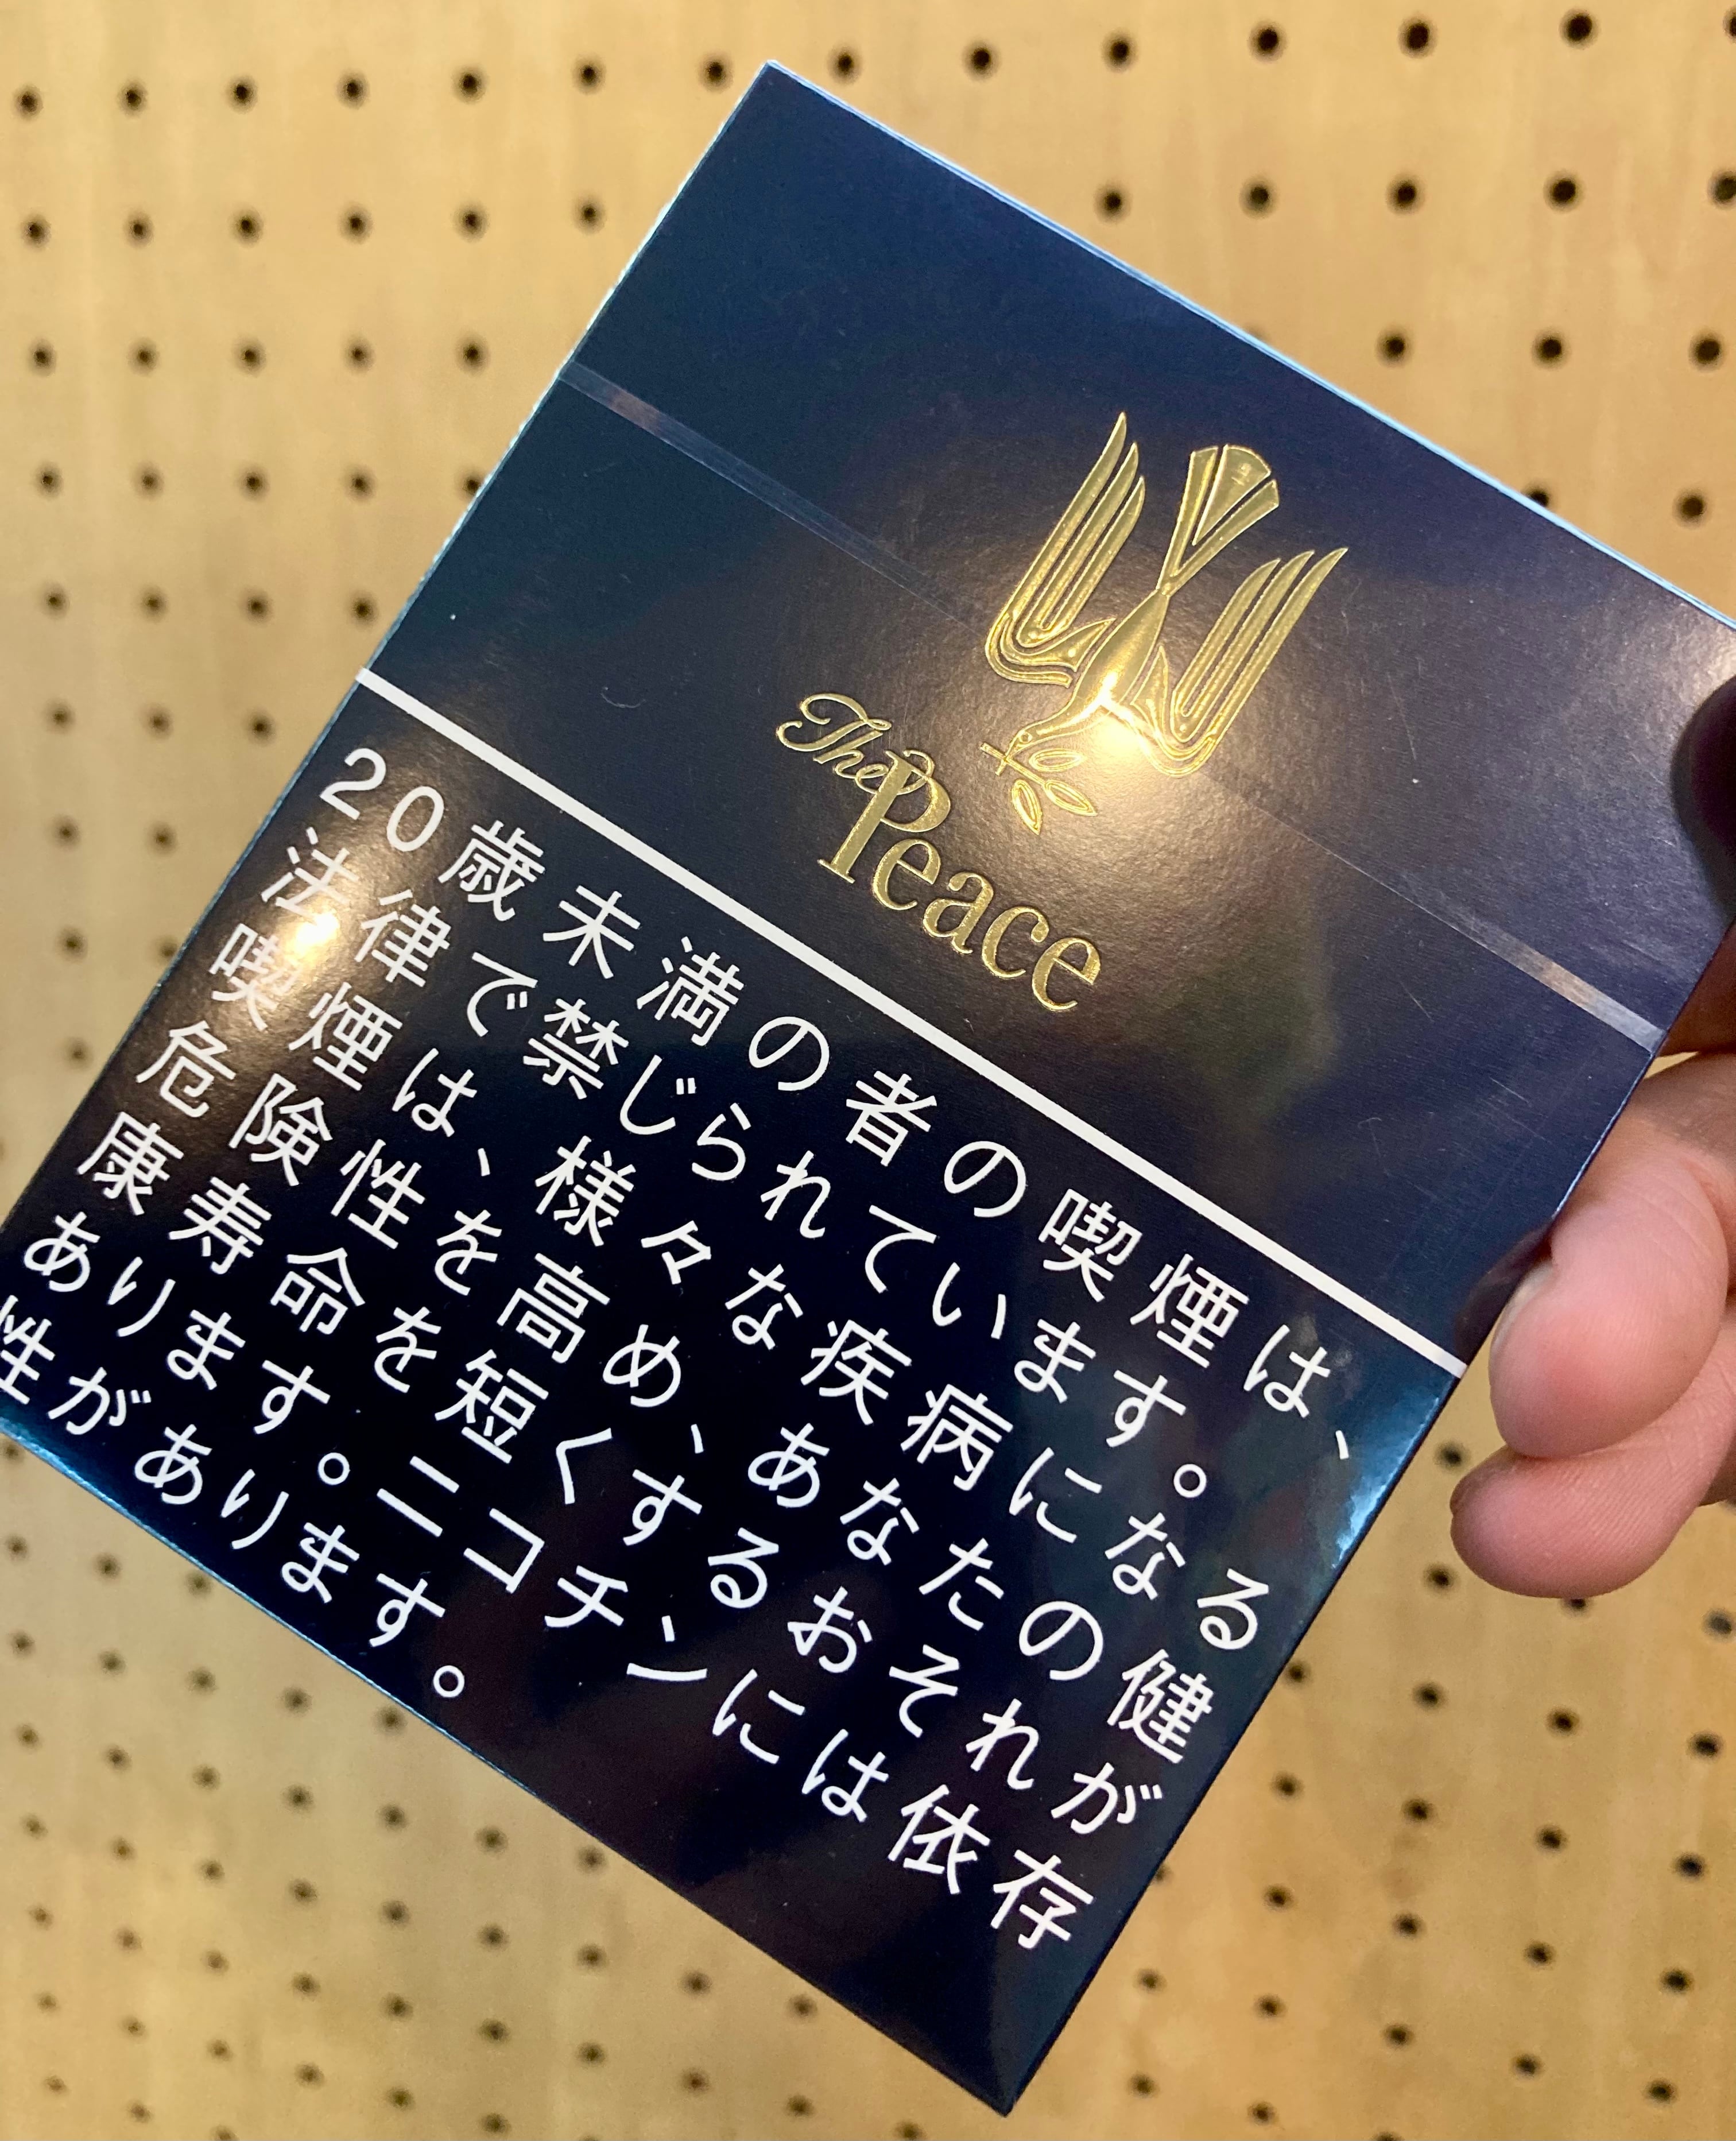 The
Peace
20歳未満の者の喫煙は、
法律で禁じられています。
喫煙は、様々な疾病になる
危険性を高め、あなたの健
康寿命を短くするおそれが
あります。ニコチンには依存
性があります。